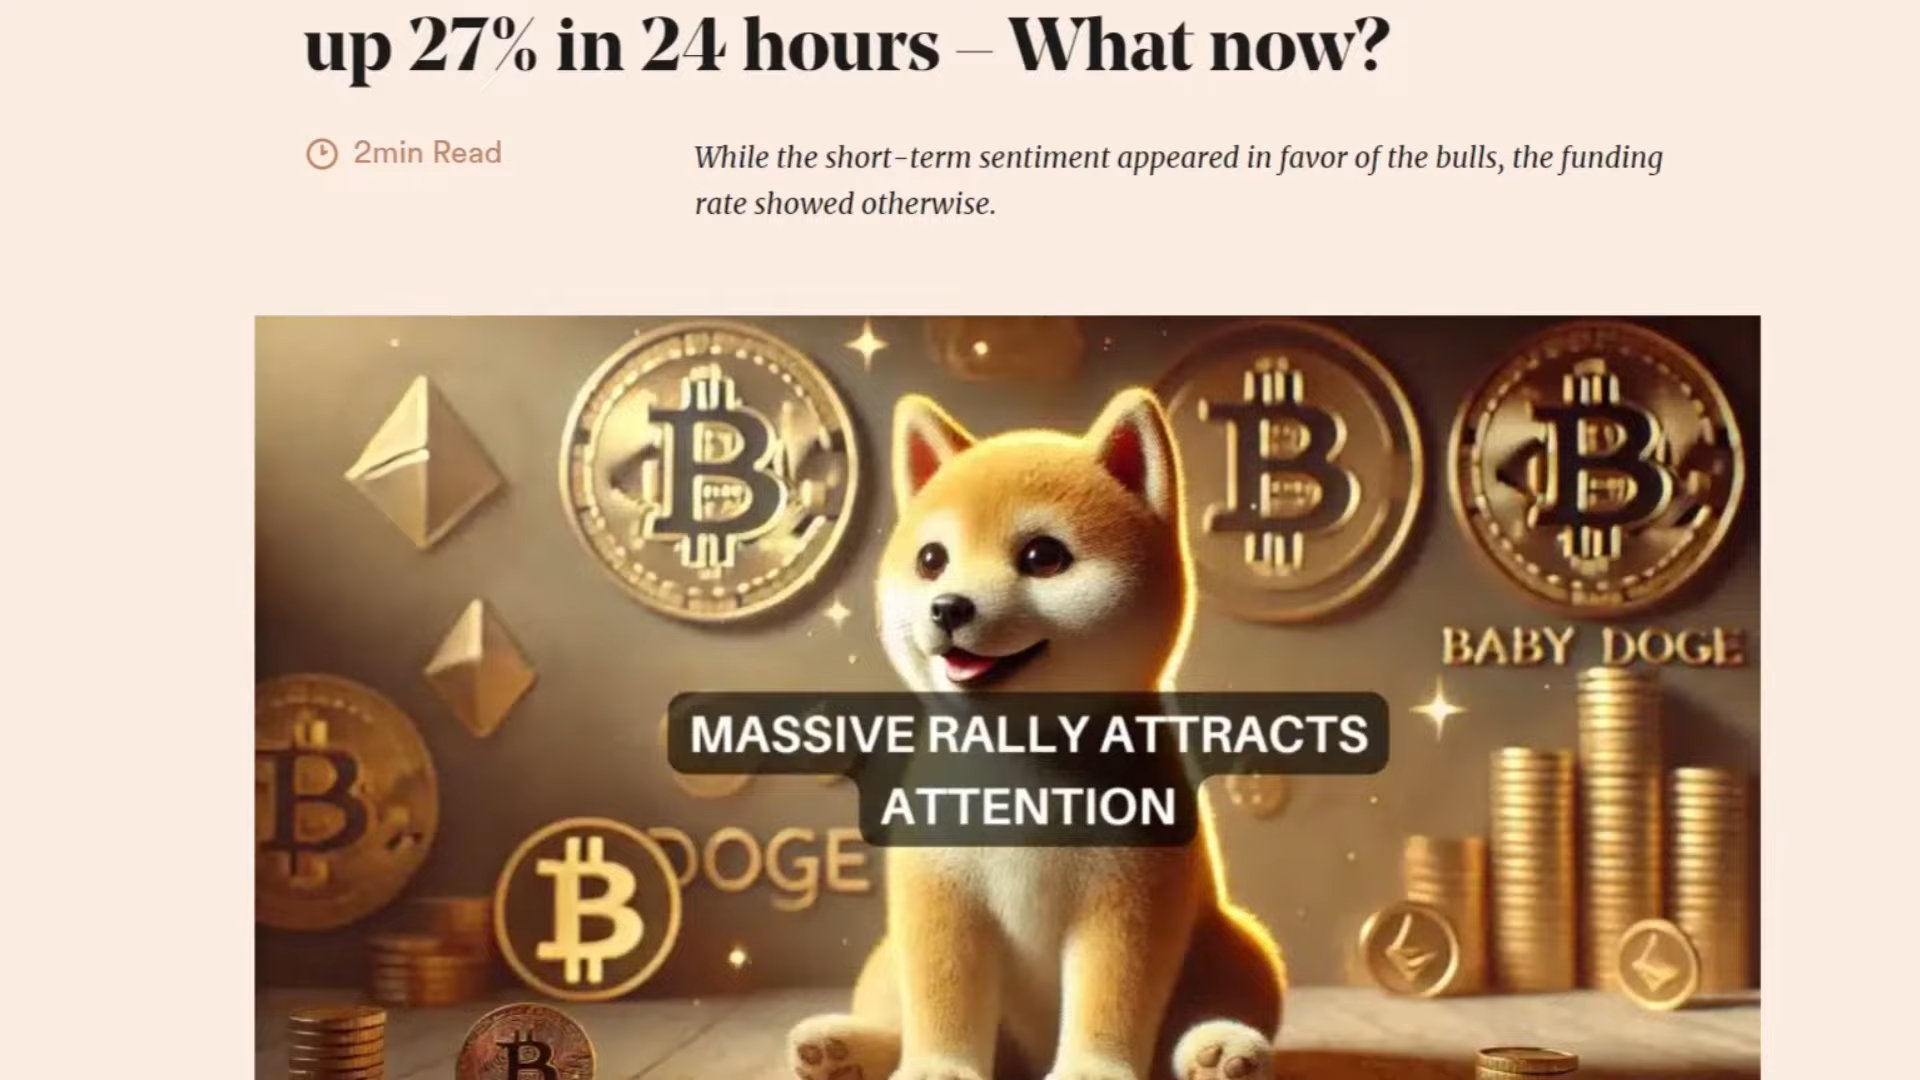 up 27% in 24 hours – What now?
2min Read
While the short-term sentiment appeared in favor of the bulls, the funding
rate showed otherwise.
BABY DOGE
MASSIVE RALLY ATTRACTS
ATTENTION
DOGE